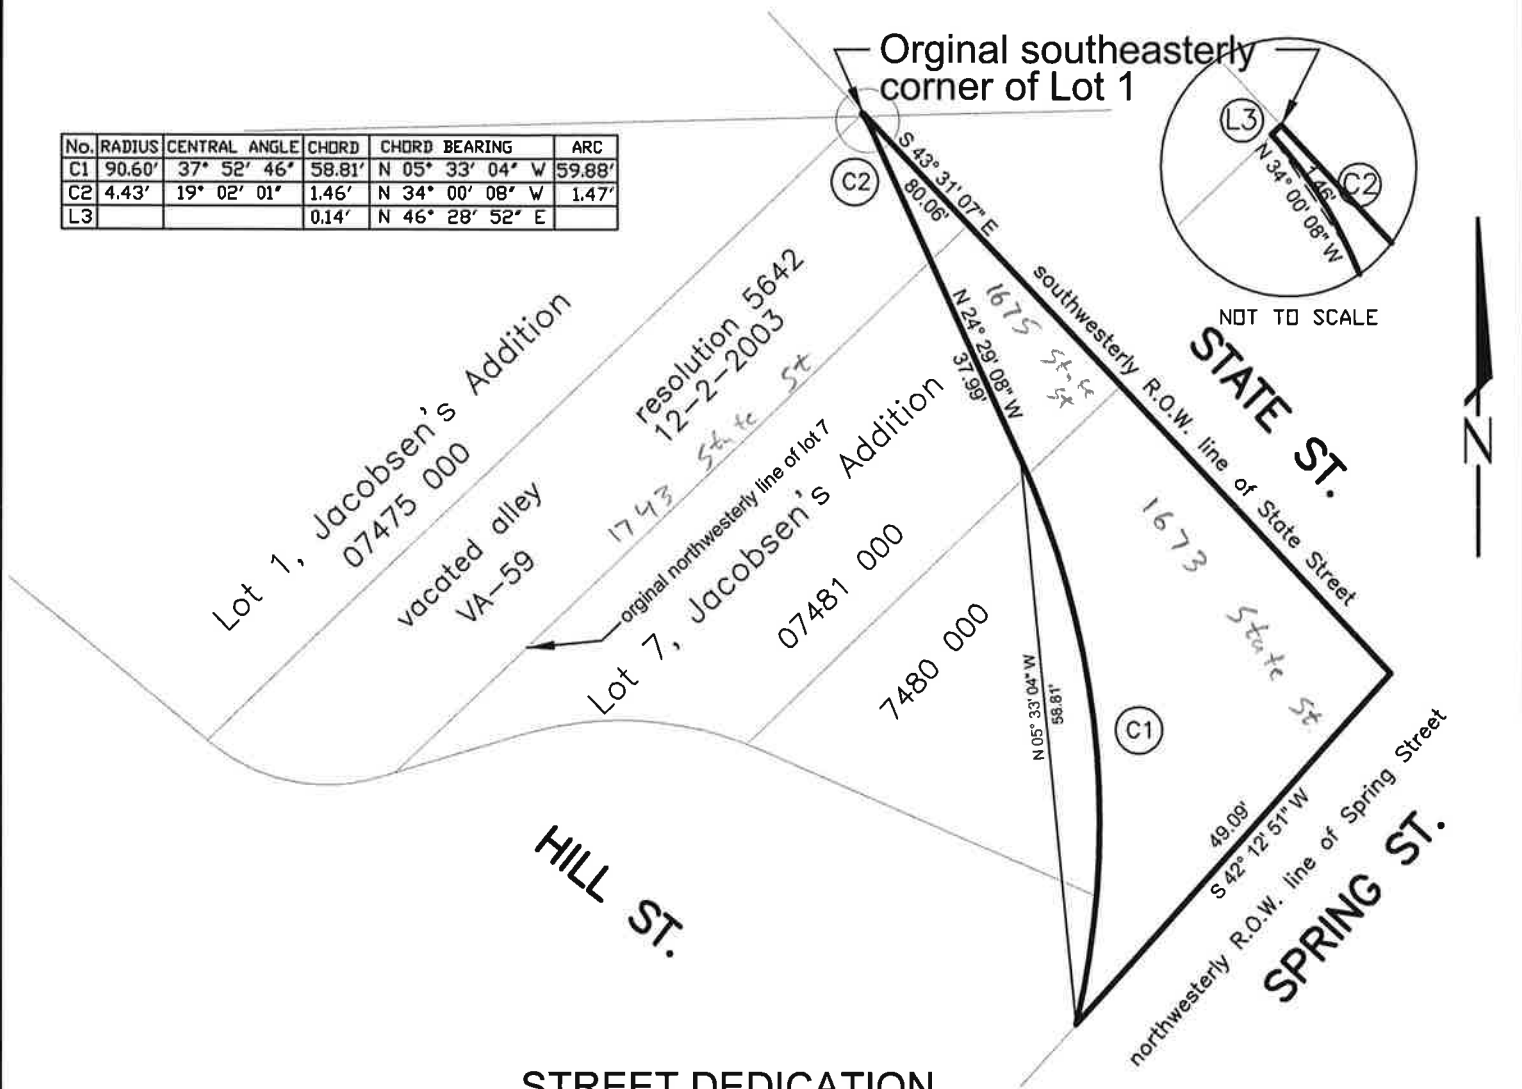 Orginal southeasterly
corner of Lot 1
No. RADIUS CENTRAL ANGLE CHORD CHORD BEARING ARC
C1 90.60' 37° 52' 46" 58.81' N 05° 33' 04" W 59.88'
C2 4.43' 19° 02' 01" 1.46' N 34° 00' 08" W 1.47'
L3 0.14' N 46° 28' 52" E
L3
C2
1.46'
N 34° 00' 08" W
NOT TO SCALE
C2
S 43° 31' 07" E
80.06'
southwesterly R.O.W. line of State Street
STATE ST.
N
N 24° 29' 08" W
37.99'
1675 State
St
Lot 1, Jacobsen's Addition
07475 000
resolution 5642
12-2-2003
vacated alley
VA-59
1743 State St
orginal northwesterly line of lot 7
Lot 7, Jacobsen's Addition
07481 000
7480 000
1673 State St.
N 05° 33' 04" W
58.81'
C1
49.09'
S 42° 12' 51" W
northwesterly R.O.W. line of Spring Street
SPRING ST.
HILL ST.
STREET DEDICATION